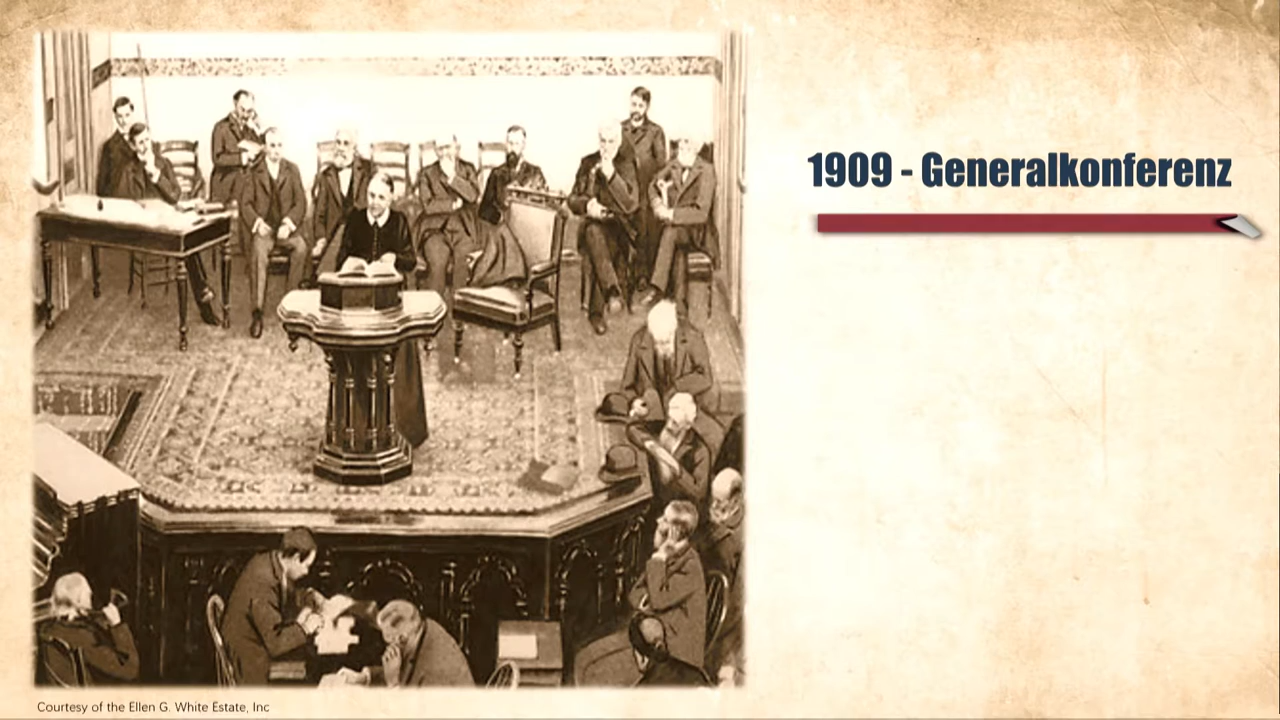 1909 - Generalkonferenz
Courtesy of the Ellen G. White Estate, Inc